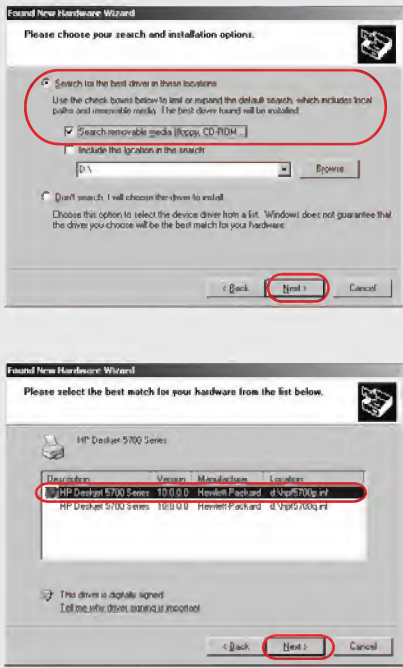 Found New Hardware Wizard
Please choose your search and installation options.
Search for the best driver in these locations.
Use the check boxes below to limit or expand the default search, which includes local
paths and removable media. The best driver found will be installed.
Search removable media (floppy, CD-ROM...)
Include this location in the search:
D:\
Browse
Don't search. I will choose the driver to install.
Choose this option to select the device driver from a list. Windows does not guarantee that
the driver you choose will be the best match for your hardware.
< Back
Next >
Cancel
Found New Hardware Wizard
Please select the best match for your hardware from the list below.
HP Deskjet 5700 Series
Description Version Manufacturer Location
HP Deskjet 5700 Series 10.0.0.0 Hewlett-Packard d:\hpf5700p.inf
HP Deskjet 5700 Series 10.0.0.0 Hewlett-Packard
This driver is digitally signed.
Tell me why driver signing is important
< Back
Next >
Cancel